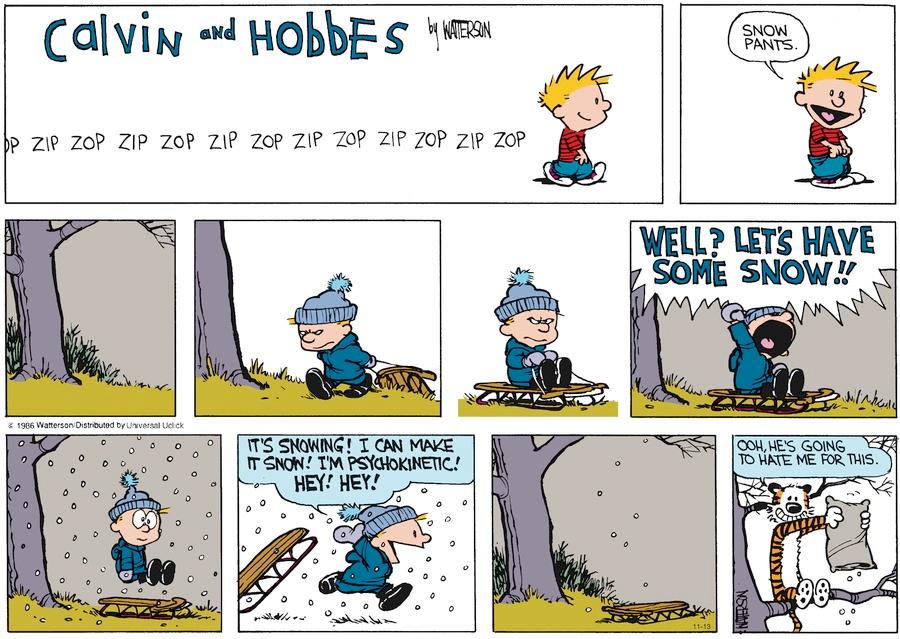 Calvin and Hobbes
by Watterson
ZIP ZOP ZIP ZOP ZIP ZOP ZIP ZOP ZIP ZOP ZIP ZOP
SNOW
PANTS.
WELL? LET'S HAVE
SOME SNOW!!
© 1986 Watterson/Distributed by Universal Uclick
IT'S SNOWING! I CAN MAKE
IT SNOW! I'M PSYCHOKINETIC!
HEY! HEY!
11-13
OOH, HE'S GOING
TO HATE ME FOR THIS.
WATTERSON